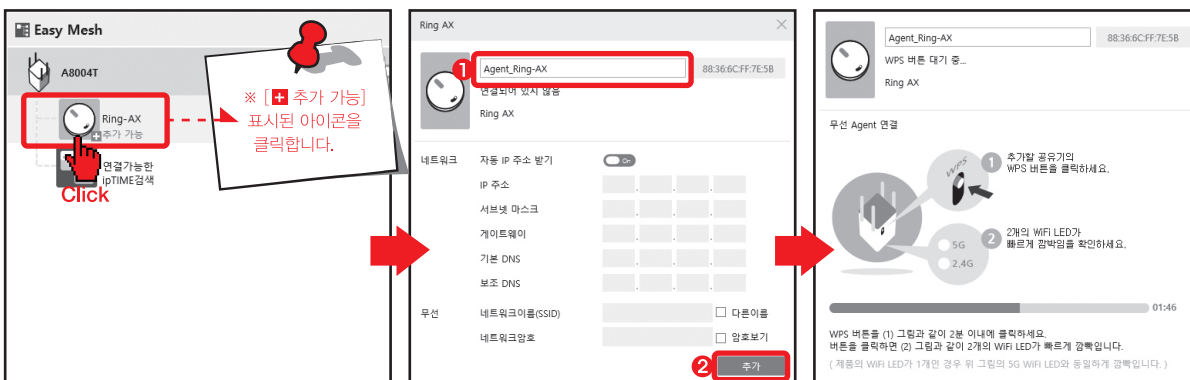 Easy Mesh
A8004T
Ring-AX
추가 가능
연결가능한
ipTIME검색
Click
※ [+ 추가 가능]
표시된 아이콘을
클릭합니다.
Ring AX
1
Agent_Ring-AX
88:36:6C:FF:7E:5B
연결되어 있지 않음
Ring AX
네트워크 자동 IP 주소 받기 On
IP 주소
서브넷 마스크
게이트웨이
기본 DNS
보조 DNS
무선 네트워크이름(SSID) 다른이름
네트워크암호 암호보기
2 추가
Agent_Ring-AX
88:36:6C:FF:7E:5B
WPS 버튼 대기 중...
Ring AX
무선 Agent 연결
WPS
1 추가할 공유기의
WPS 버튼을 클릭하세요.
5G
2.4G
2 2개의 WiFi LED가
빠르게 깜박임을 확인하세요.
01:46
WPS 버튼을 (1) 그림과 같이 2분 이내에 클릭하세요.
버튼을 클릭하면 (2) 그림과 같이 2개의 WiFi LED가 빠르게 깜빡입니다.
( 제품의 WiFi LED가 1개인 경우 위 그림의 5G WiFi LED와 동일하게 깜빡입니다. )